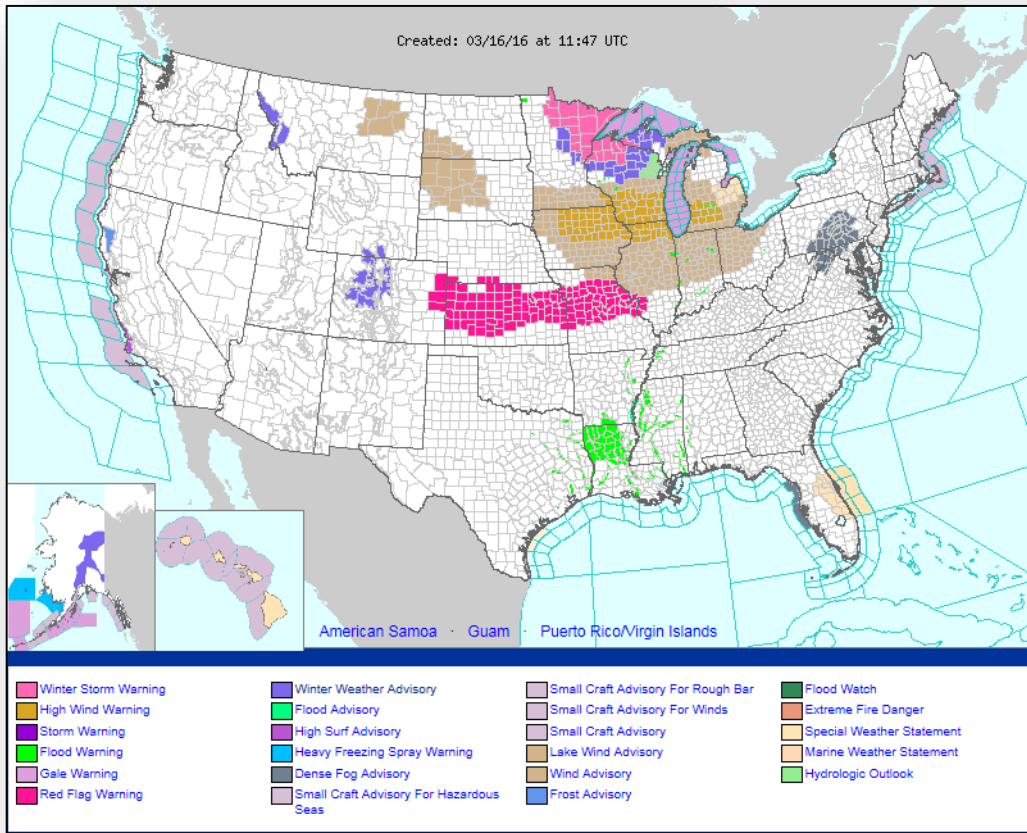 Created: 03/16/16 at 11:47 UTC
American Samoa · Guam · Puerto Rico/Virgin Islands
Winter Storm Warning
High Wind Warning
Storm Warning
Flood Warning
Gale Warning
Red Flag Warning
Winter Weather Advisory
Flood Advisory
High Surf Advisory
Heavy Freezing Spray Warning
Dense Fog Advisory
Small Craft Advisory For Hazardous
Seas
Small Craft Advisory For Rough Bar
Small Craft Advisory For Winds
Small Craft Advisory
Lake Wind Advisory
Wind Advisory
Frost Advisory
Flood Watch
Extreme Fire Danger
Special Weather Statement
Marine Weather Statement
Hydrologic Outlook